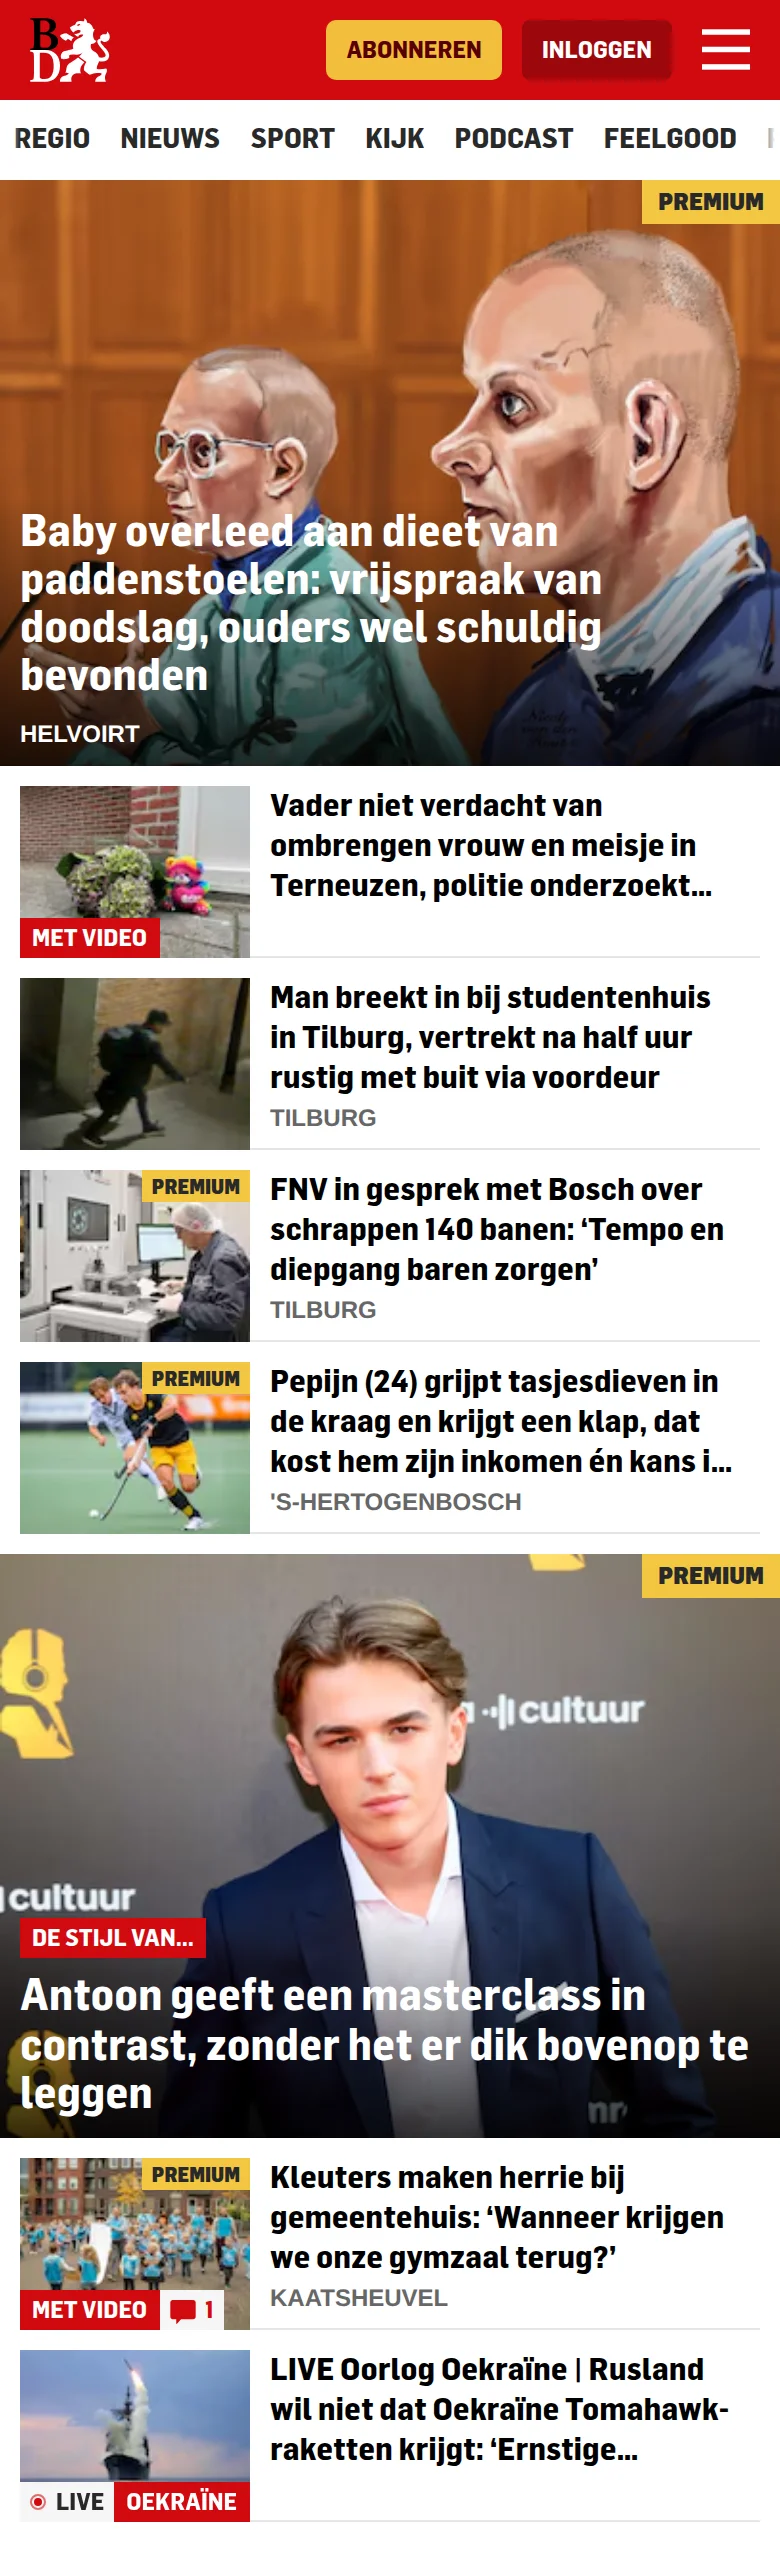 BD
ABONNEREN
INLOGGEN
REGIO NIEUWS SPORT KIJK PODCAST FEELGOOD
PREMIUM
Baby overleed aan dieet van
paddenstoelen: vrijspraak van
doodslag, ouders wel schuldig
bevonden
HELVOIRT
Vader niet verdacht van
ombrengen vrouw en meisje in
Terneuzen, politie onderzoekt...
MET VIDEO
Man breekt in bij studentenhuis
in Tilburg, vertrekt na half uur
rustig met buit via voordeur
TILBURG
PREMIUM
FNV in gesprek met Bosch over
schrappen 140 banen: ‘Tempo en
diepgang baren zorgen’
TILBURG
PREMIUM
Pepijn (24) grijpt tasjesdieven in
de kraag en krijgt een klap, dat
kost hem zijn inkomen én kans i...
'S-HERTOGENBOSCH
PREMIUM
cultuur
cultuur
DE STIJL VAN...
Antoon geeft een masterclass in
contrast, zonder het er dik bovenop te
leggen
PREMIUM
Kleuters maken herrie bij
gemeentehuis: ‘Wanneer krijgen
we onze gymzaal terug?’
KAATSHEUVEL
MET VIDEO 1
LIVE Oorlog Oekraïne | Rusland
wil niet dat Oekraïne Tomahawk-
raketten krijgt: ‘Ernstige...
LIVE OEKRAÏNE